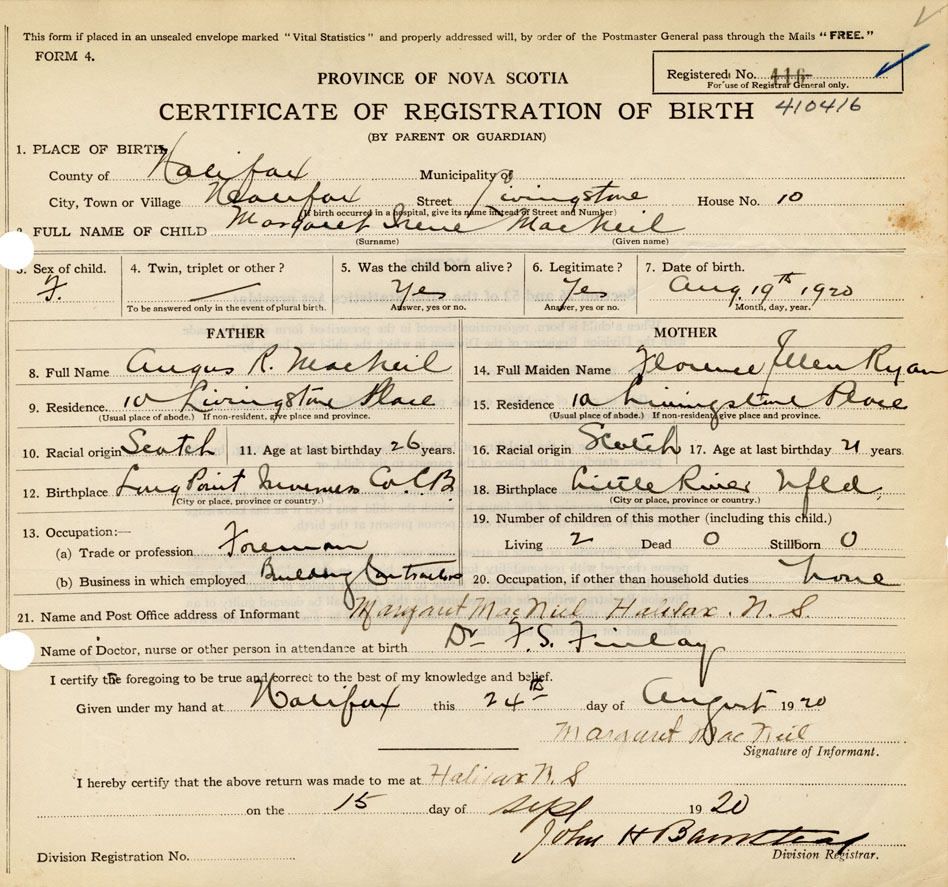 This form if placed in an unsealed envelope marked "Vital Statistics" and properly addressed will, by order of the Postmaster General pass through the Mails "FREE."
FORM 4.
Registered No. 416
For use of Registrar General only.
PROVINCE OF NOVA SCOTIA
CERTIFICATE OF REGISTRATION OF BIRTH 410416
(BY PARENT OR GUARDIAN)
1. PLACE OF BIRTH,
County of Halifax Municipality of
City, Town or Village Halifax Street Livingstone House No. 10
(If birth occurred in a hospital, give its name instead of Street and Number)
2. FULL NAME OF CHILD Margaret Irene MacNeil
(Surname) (Given name)
3. Sex of child. 4. Twin, triplet or other? 5. Was the child born alive? 6. Legitimate? 7. Date of birth.
F. Yes Yes Aug. 19th 1920
To be answered only in the event of plural birth. Answer, yes or no. Answer, yes or no. Month, day, year.
FATHER MOTHER
8. Full Name Angus R. MacNeil 14. Full Maiden Name Florence Ellen Ryan
9. Residence. 10 Livingstone Place 15. Residence 10 Livingstone Place
(Usual place of abode.) If non-resident, give place and province. (Usual place of abode.) If non-resident, give place and province.
10. Racial origin Scotch 11. Age at last birthday 26 years. 16. Racial origin Scotch 17. Age at last birthday 21 years
12. Birthplace Long Point Inverness Co. C.B. 18. Birthplace Little River Nfld.
(City or place, province or country.) (City or place, province or country.)
13. Occupation:— 19. Number of children of this mother (including this child.)
(a) Trade or profession Foreman Living 2 Dead 0 Stillborn 0
(b) Business in which employed Building Contractors 20. Occupation, if other than household duties none
21. Name and Post Office address of Informant Margaret MacNeil Halifax. N. S
Name of Doctor, nurse or other person in attendance at birth Dr F. S. Finlay
I certify the foregoing to be true and correct to the best of my knowledge and belief.
Given under my hand at Halifax this 24th day of August 1920
Margaret MacNeil
Signature of Informant.
I hereby certify that the above return was made to me at Halifax N. S
on the 15 day of Sept 1920
John H Barnstead
Division Registration No. Division Registrar.